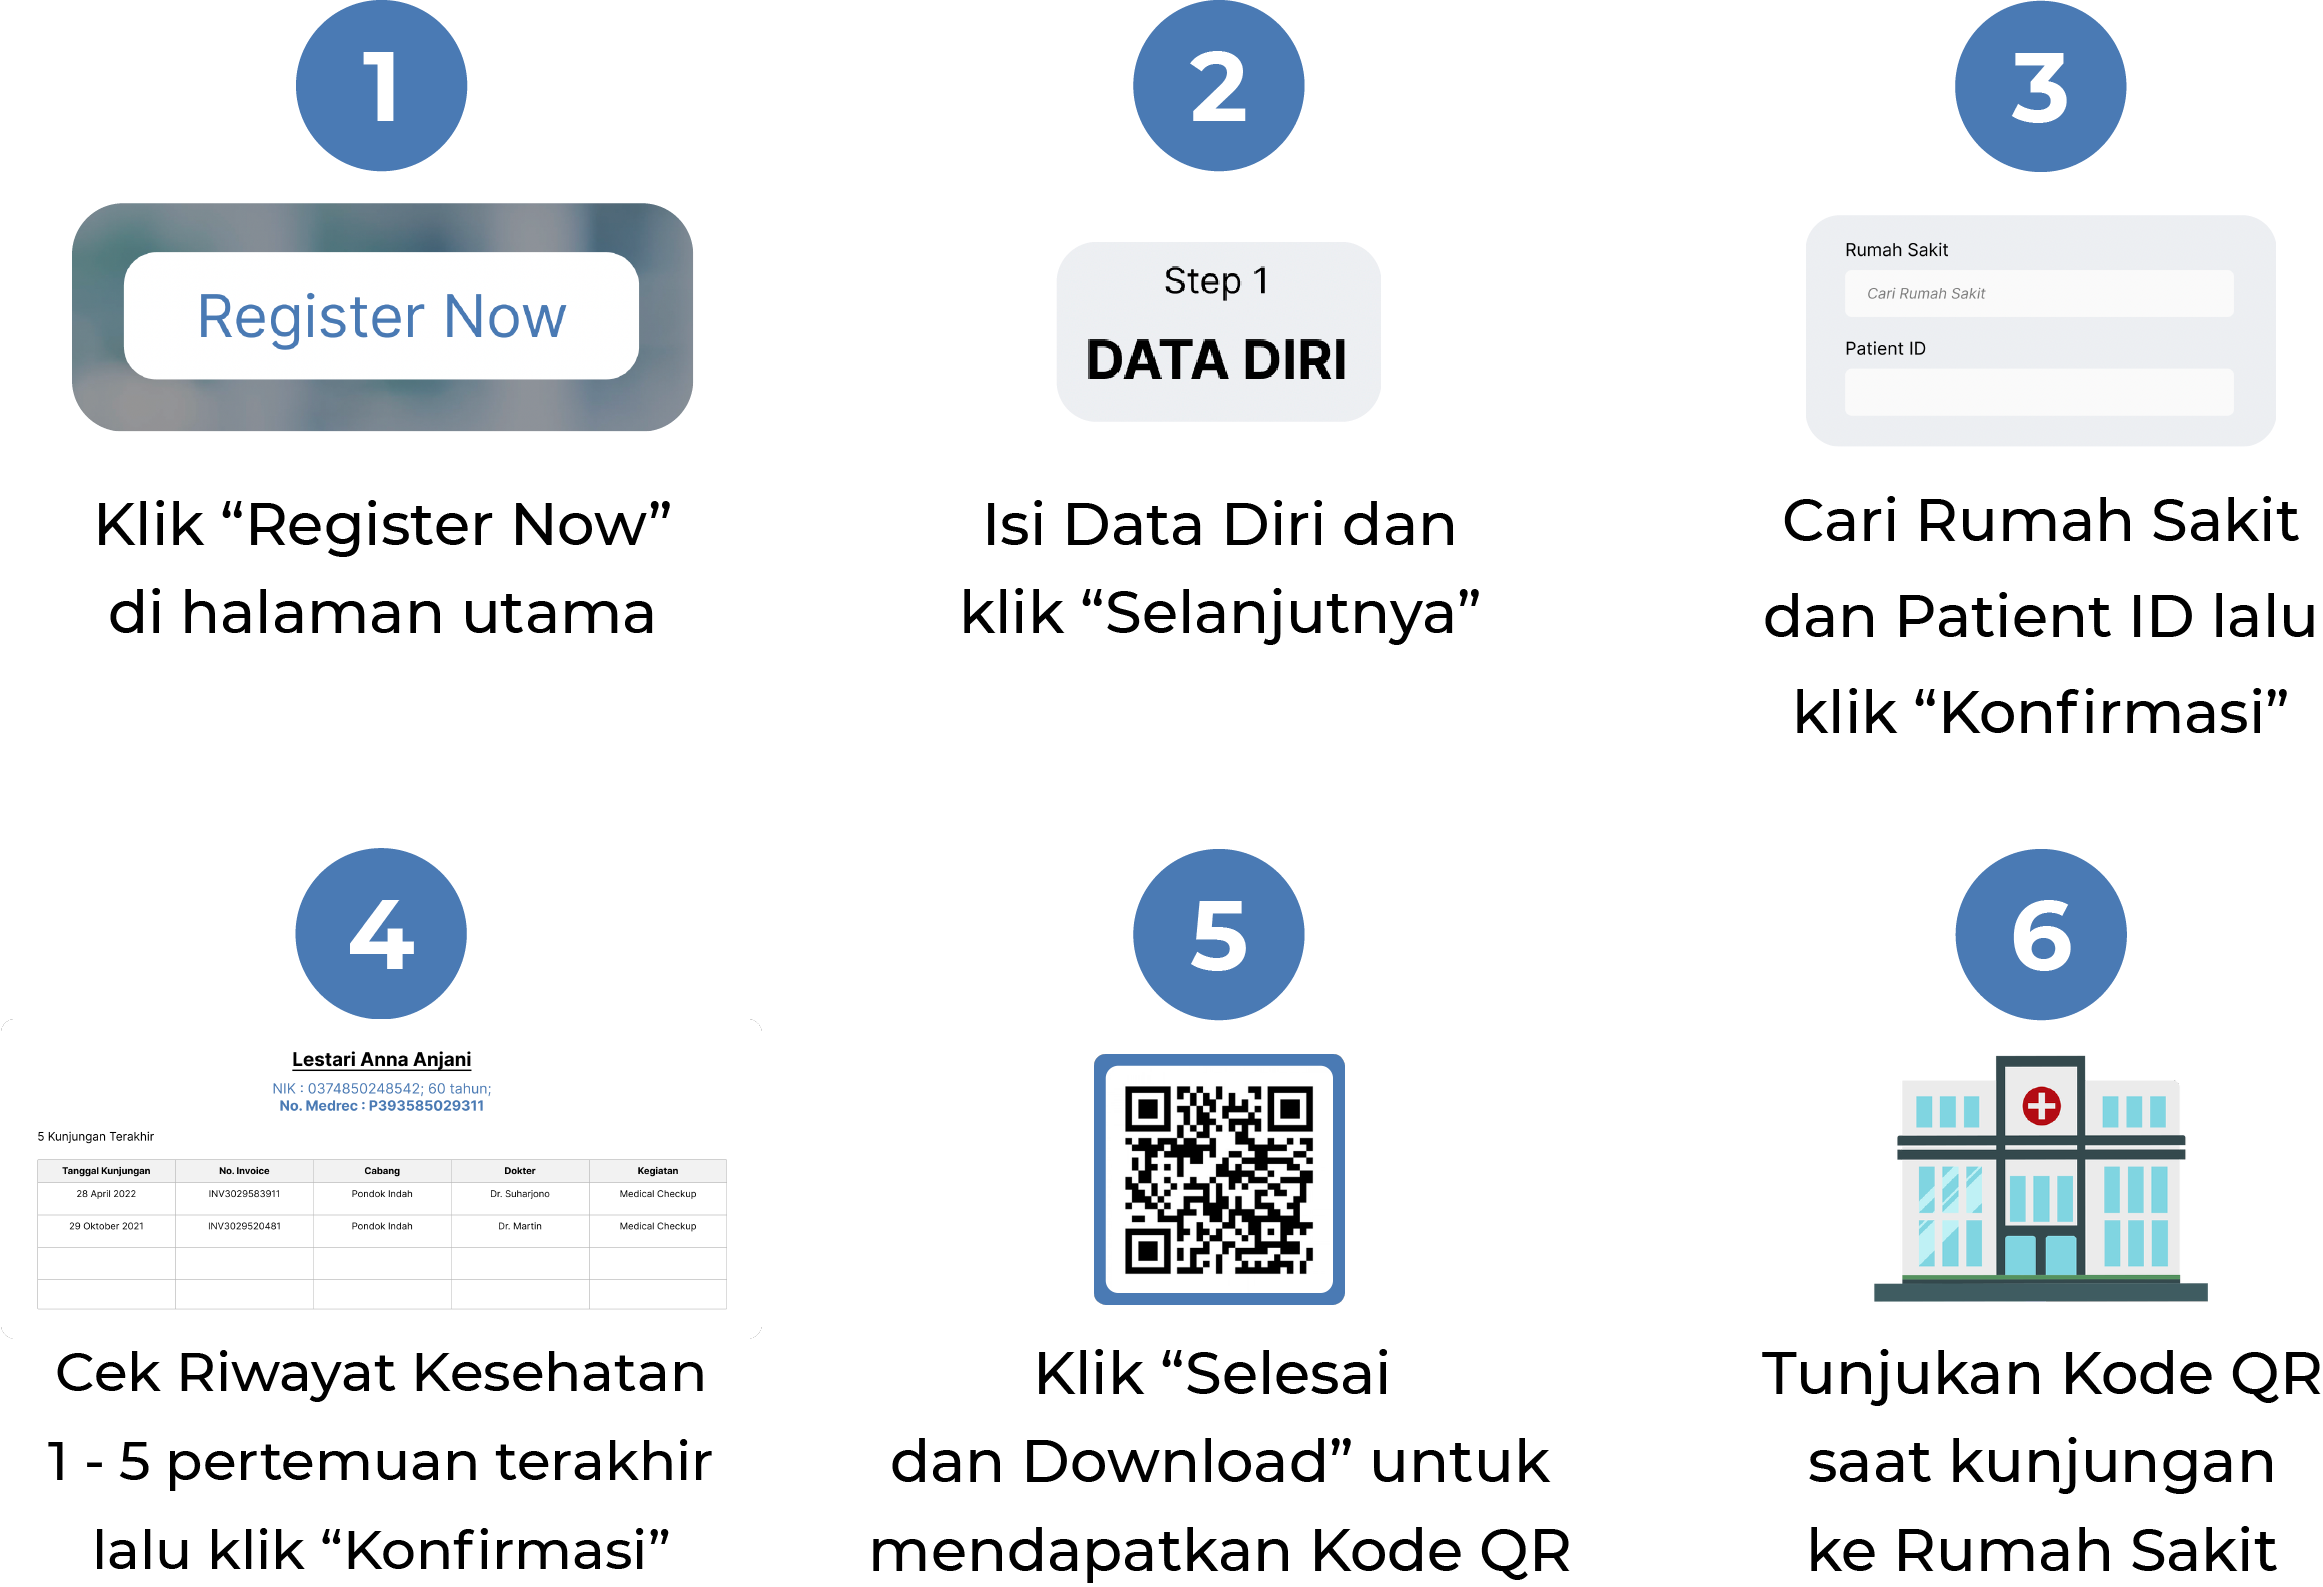 1
Register Now
Klik “Register Now”
di halaman utama
2
Step 1
DATA DIRI
Isi Data Diri dan
klik “Selanjutnya”
3
Rumah Sakit
Cari Rumah Sakit
Patient ID
Cari Rumah Sakit
dan Patient ID lalu
klik “Konfirmasi”
4
Lestari Anna Anjani
NIK : 0374850248542; 60 tahun;
No. Medrec : P393585029311
5 Kunjungan Terakhir
Tanggal Kunjungan No. Invoice Cabang Dokter Kegiatan
28 April 2022 INV3029583911 Pondok Indah Dr. Suharjono Medical Checkup
29 Oktober 2021 INV3029520481 Pondok Indah Dr. Martin Medical Checkup
Cek Riwayat Kesehatan
1 - 5 pertemuan terakhir
lalu klik “Konfirmasi”
5
Klik “Selesai
dan Download” untuk
mendapatkan Kode QR
6
Tunjukan Kode QR
saat kunjungan
ke Rumah Sakit